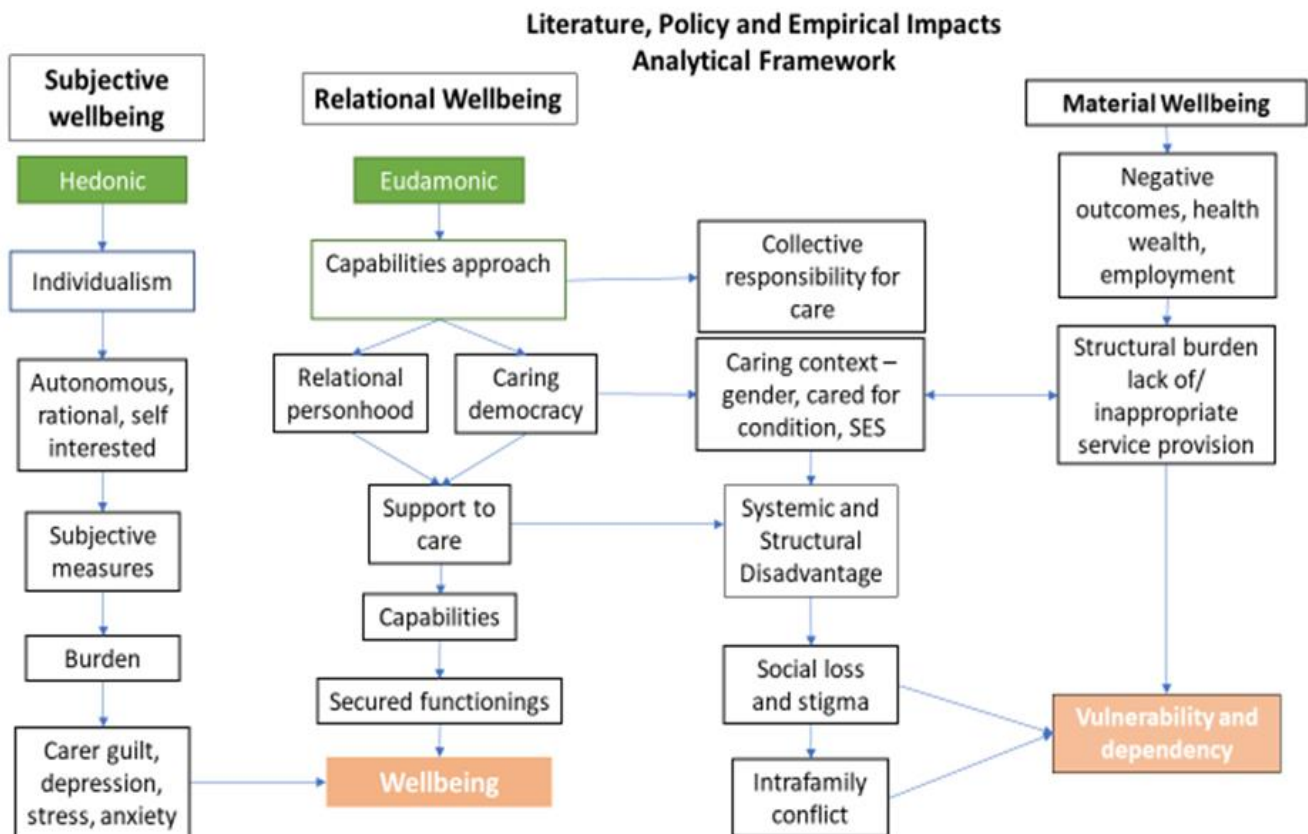 Literature, Policy and Empirical Impacts
Analytical Framework
Subjective
wellbeing
Hedonic
Individualism
Autonomous,
rational, self
interested
Subjective
measures
Burden
Carer guilt,
depression,
stress, anxiety
Relational Wellbeing
Eudamonic
Capabilities approach
Relational
personhood
Caring
democracy
Support to
care
Capabilities
Secured functionings
Wellbeing
Collective
responsibility for
care
Caring context –
gender, cared for
condition, SES
Systemic and
Structural
Disadvantage
Social loss
and stigma
Intrafamily
conflict
Material Wellbeing
Negative
outcomes, health
wealth,
employment
Structural burden
lack of/
inappropriate
service provision
Vulnerability and
dependency